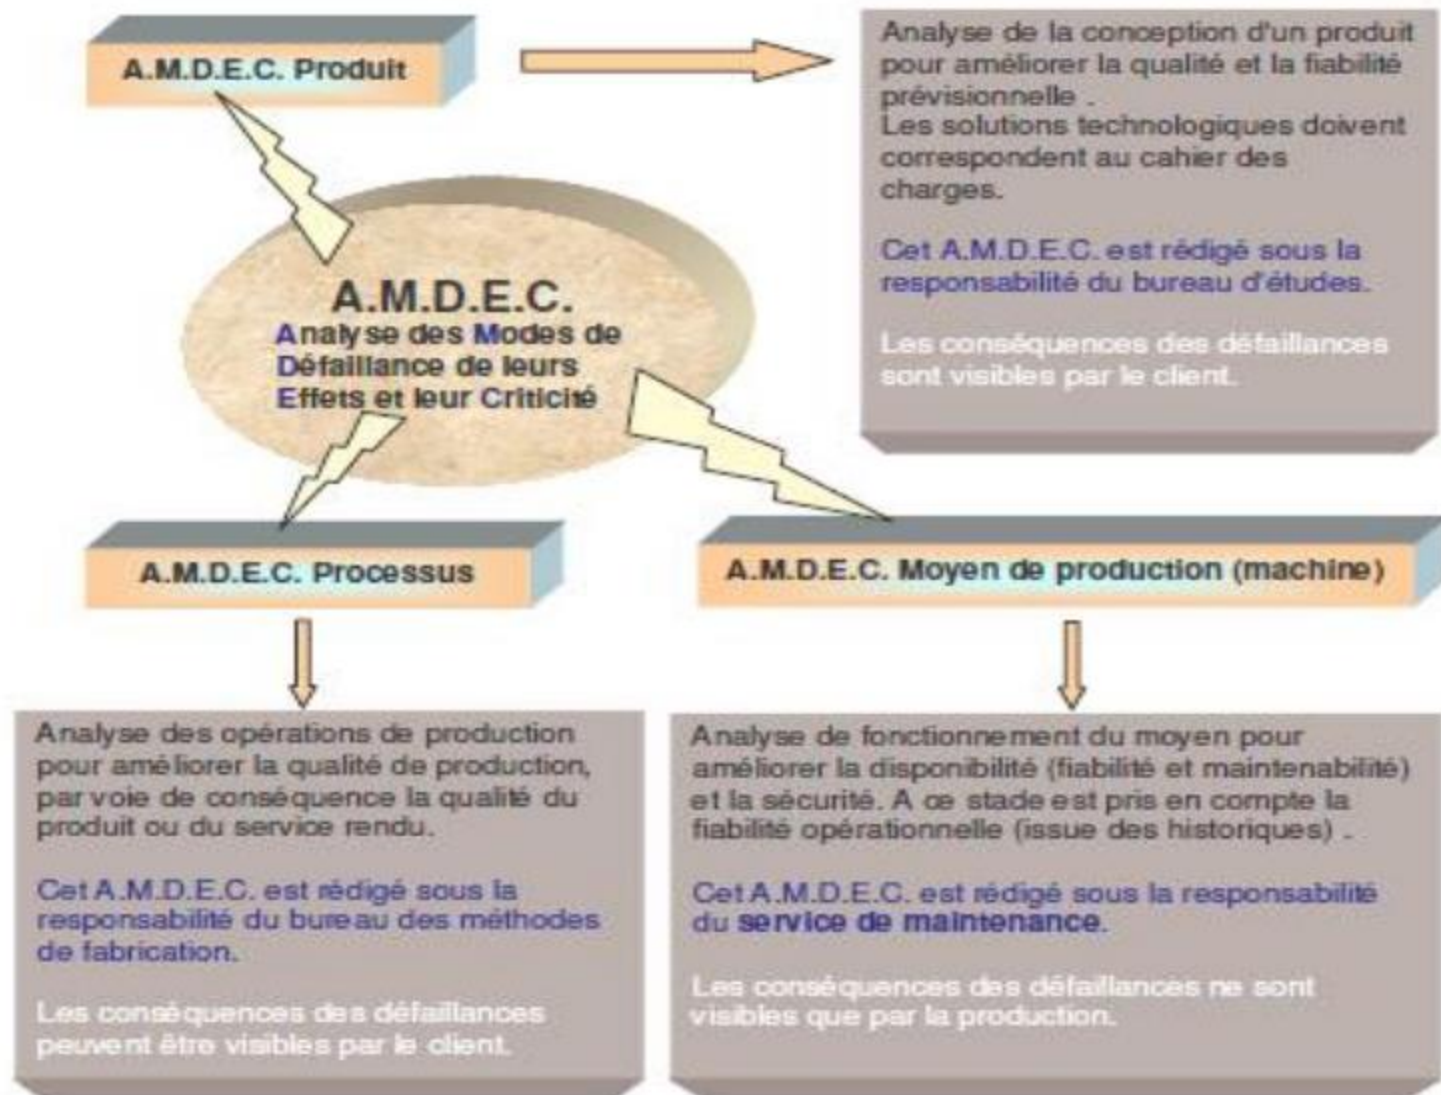 A.M.D.E.C. Produit
Analyse de la conception d'un produit
pour améliorer la qualité et la fiabilité
prévisionnelle .
Les solutions technologiques doivent
correspondent au cahier des
charges.
Cet A.M.D.E.C. est rédigé sous la
responsabilité du bureau d'études.
Les conséquences des défaillances
sont visibles par le client.
A.M.D.E.C.
Analyse des Modes de
Défaillance de leurs
Effets et leur Criticité
A.M.D.E.C. Processus
Analyse des opérations de production
pour améliorer la qualité de production,
par voie de conséquence la qualité du
produit ou du service rendu.
Cet A.M.D.E.C. est rédigé sous la
responsabilité du bureau des méthodes
de fabrication.
Les conséquences des défaillances
peuvent être visibles par le client.
A.M.D.E.C. Moyen de production (machine)
Analyse de fonctionnement du moyen pour
améliorer la disponibilité (fiabilité et maintenabilité)
et la sécurité. A ce stade est pris en compte la
fiabilité opérationnelle (issue des historiques) .
Cet A.M.D.E.C. est rédigé sous la responsabilité
du service de maintenance.
Les conséquences des défaillances ne sont
visibles que par la production.